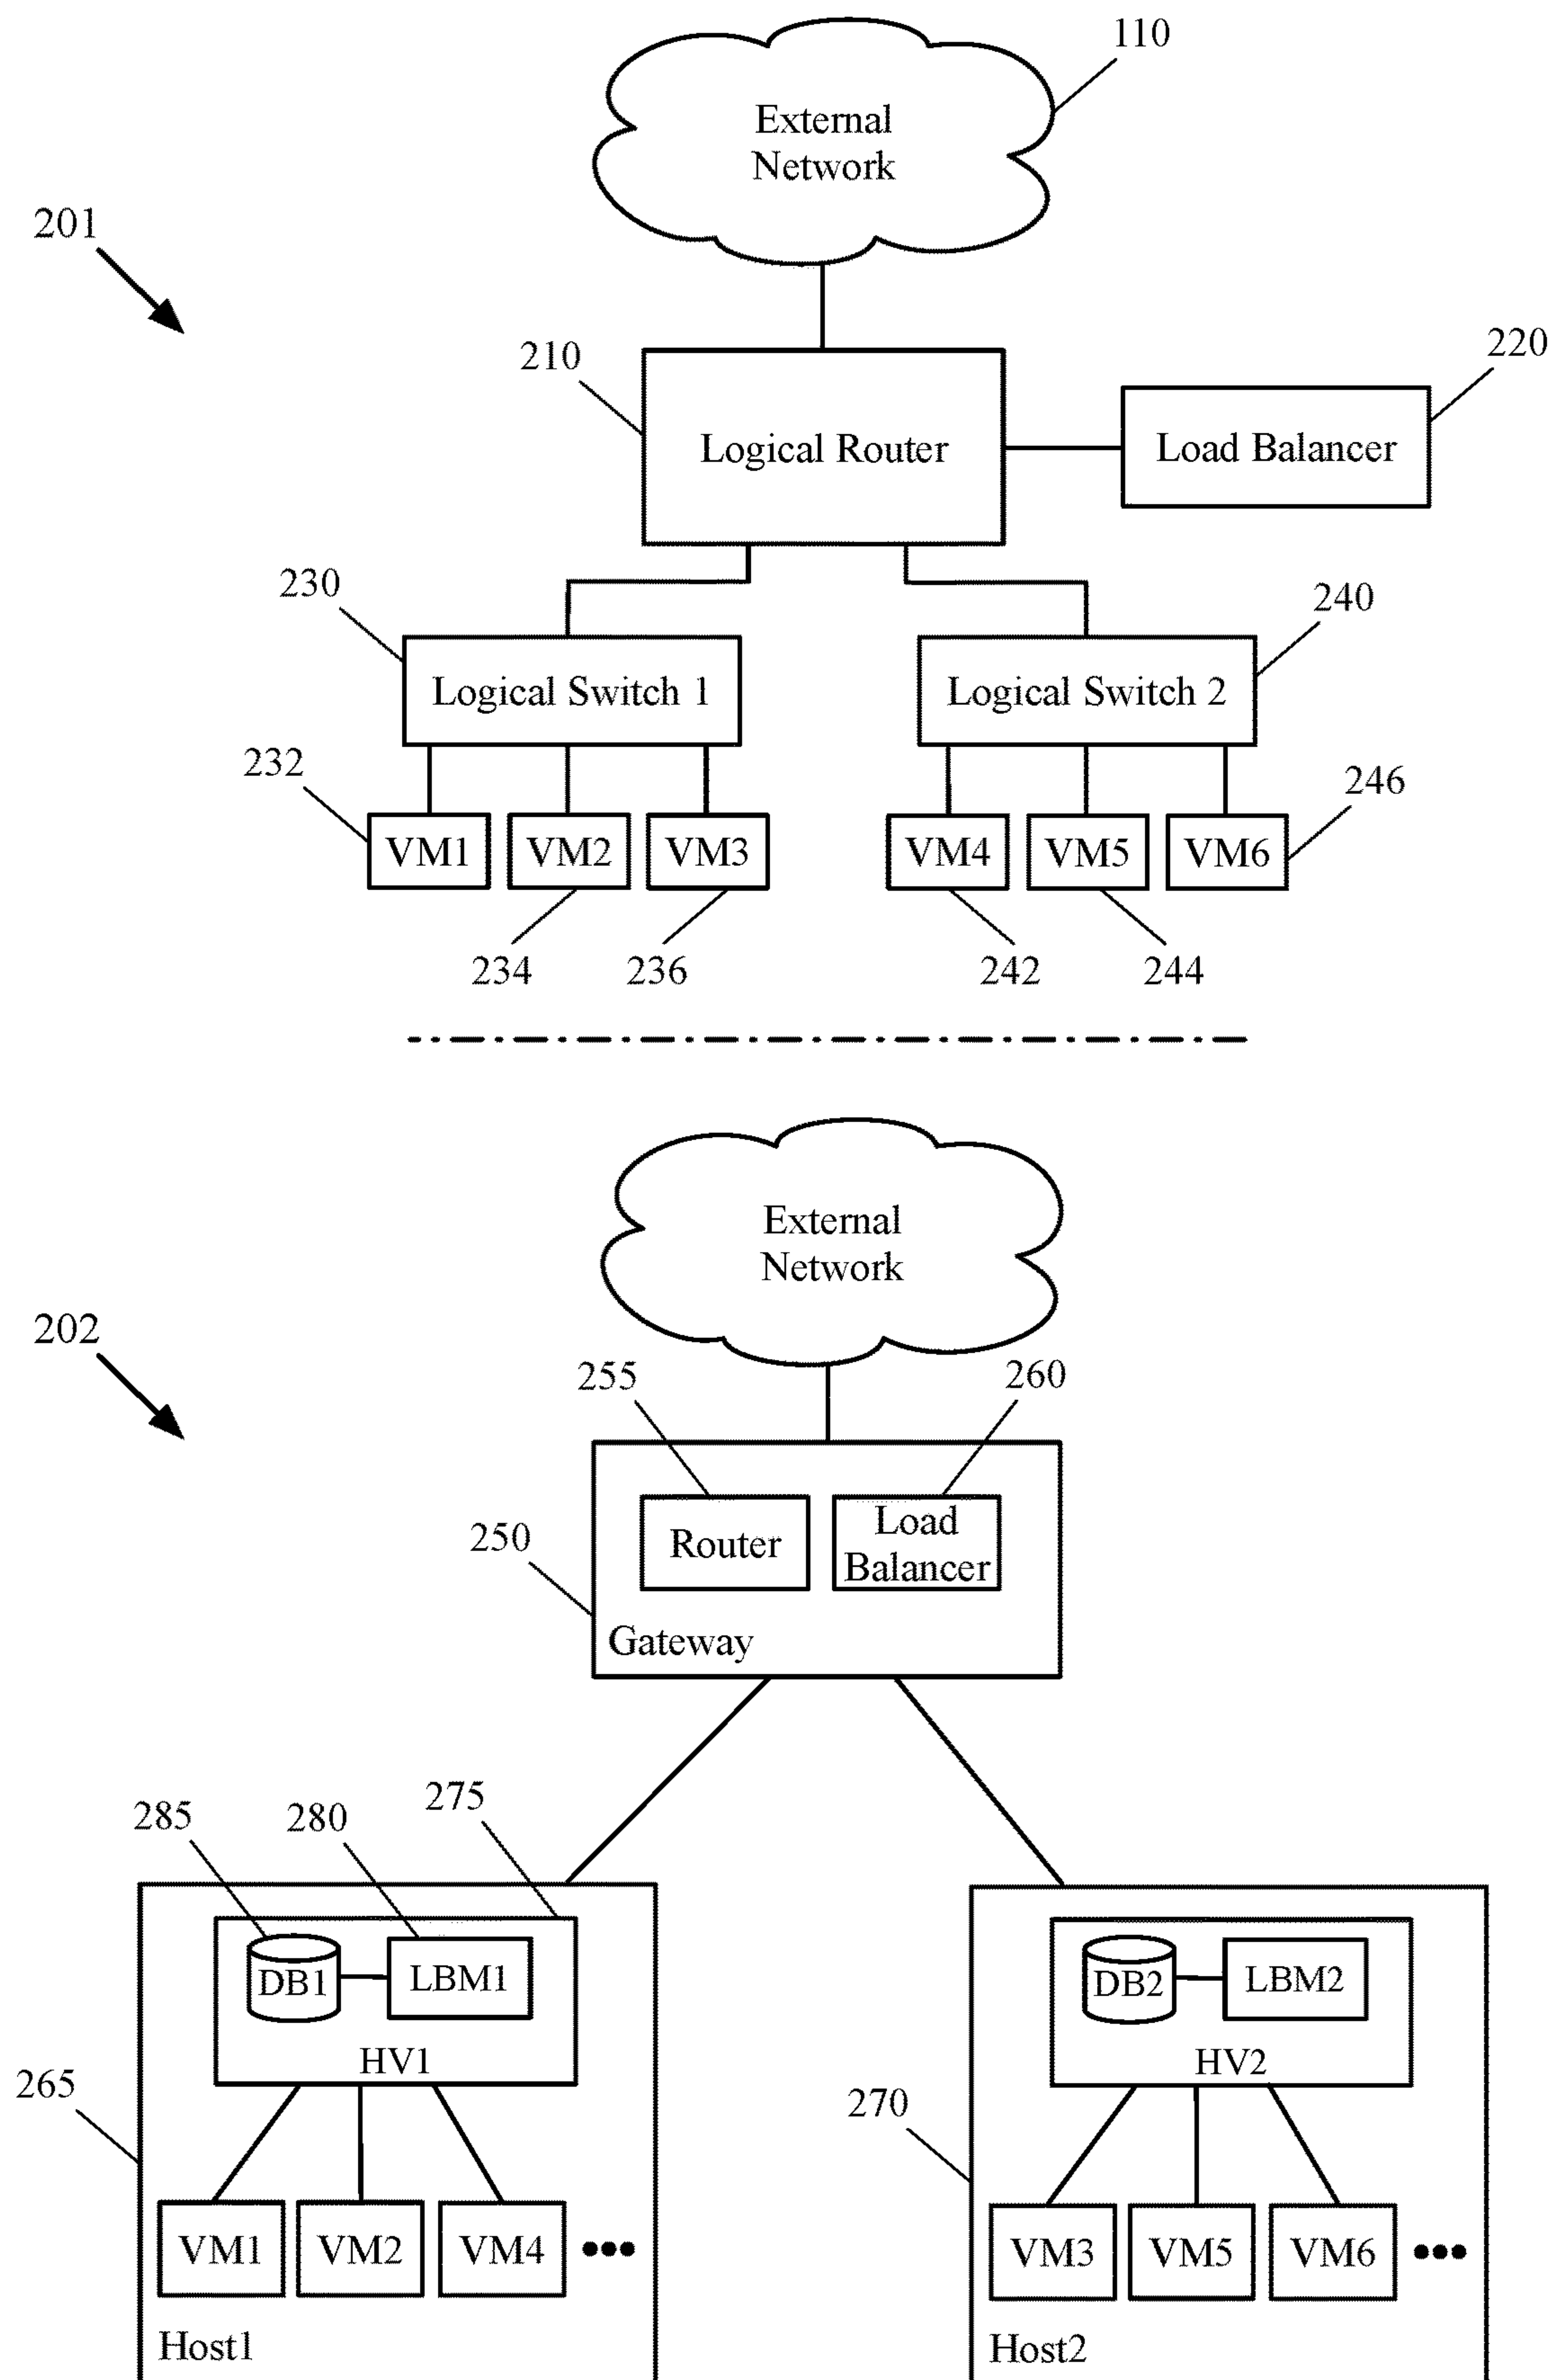 110
External
Network
201
210
220
Logical Router
Load Balancer
230
240
Logical Switch 1
Logical Switch 2
232
246
VM1
VM2
VM3
VM4
VM5
VM6
234
236
242
244
External
Network
202
255
260
250
Router
Load
Balancer
Gateway
285
280
275
DB1
LBM1
HV1
DB2
LBM2
HV2
265
270
VM1
VM2
VM4
VM3
VM5
VM6
Host1
Host2